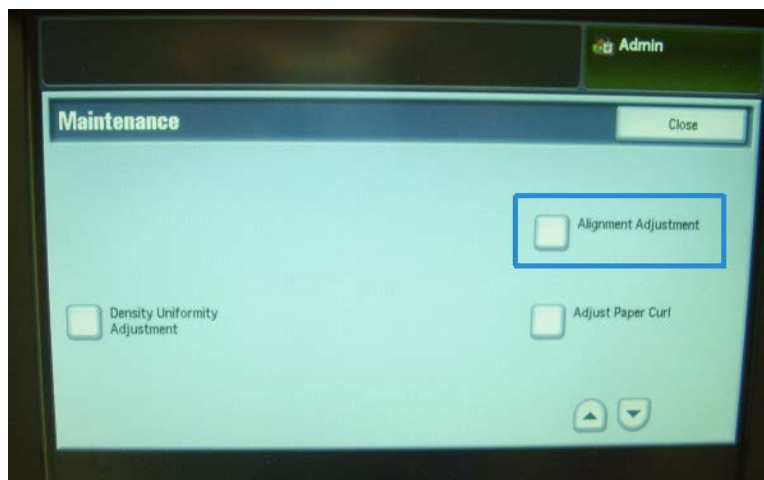 Admin
Maintenance
Close
Alignment Adjustment
Density Uniformity
Adjustment
Adjust Paper Curl